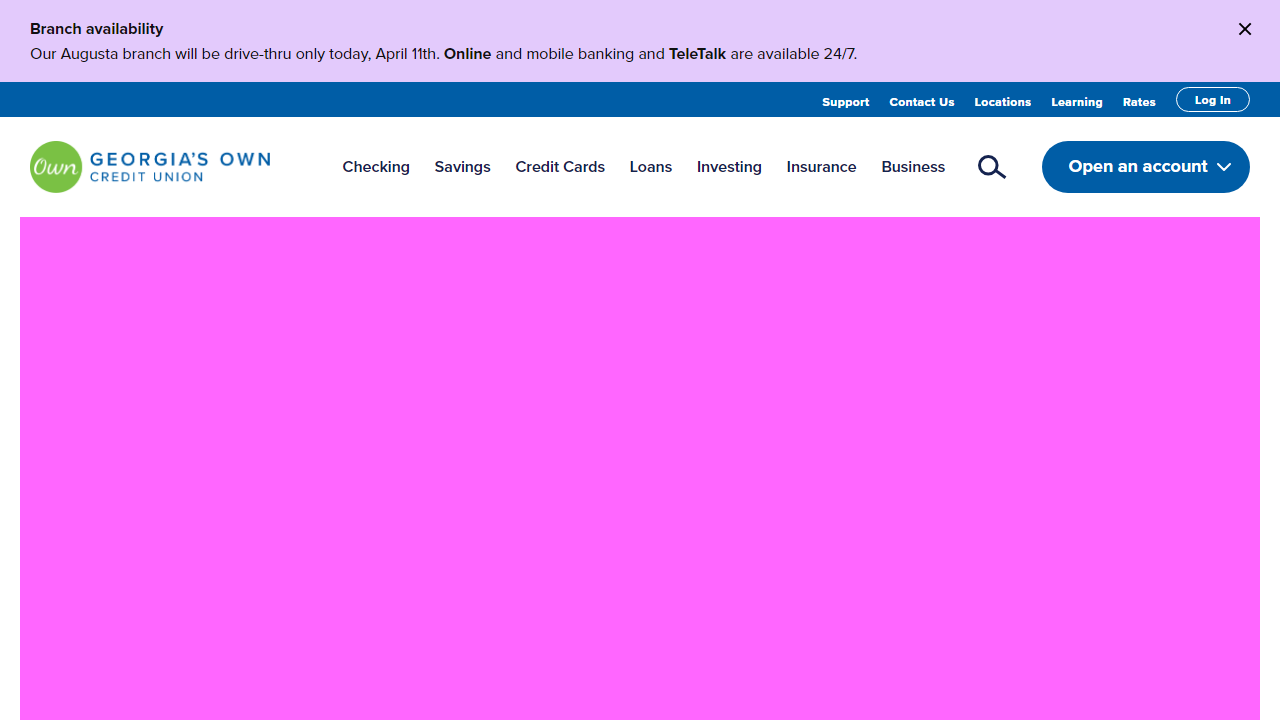 Branch availability
Our Augusta branch will be drive-thru only today, April 11th. Online and mobile banking and TeleTalk are available 24/7.
Support Contact Us Locations Learning Rates Log In
Own GEORGIA'S OWN
CREDIT UNION
Checking Savings Credit Cards Loans Investing Insurance Business Open an account